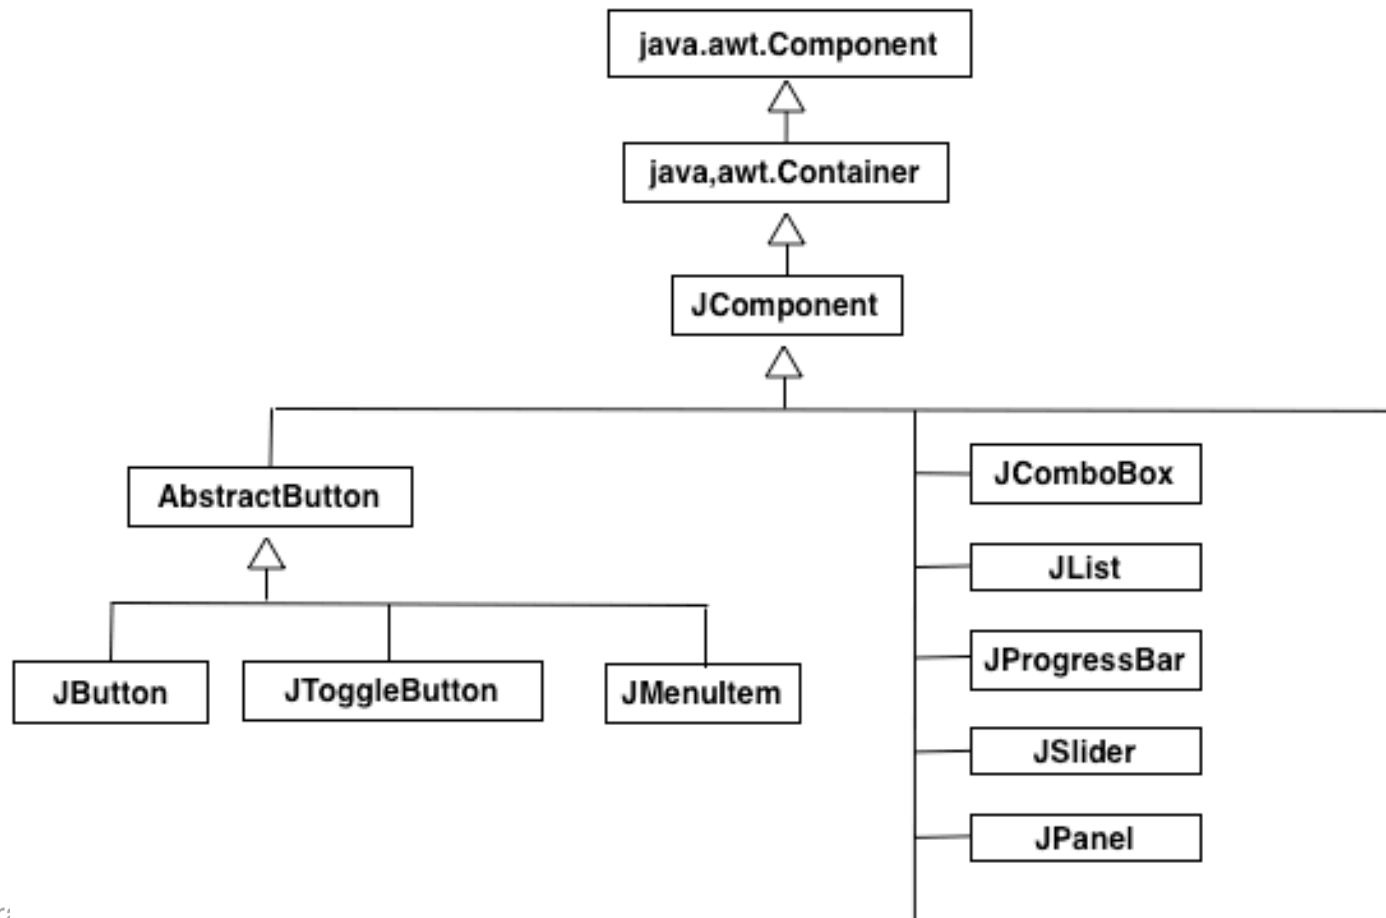 java.awt.Component
java,awt.Container
JComponent
AbstractButton
JComboBox
JList
JButton
JToggleButton
JMenuItem
JProgressBar
JSlider
JPanel